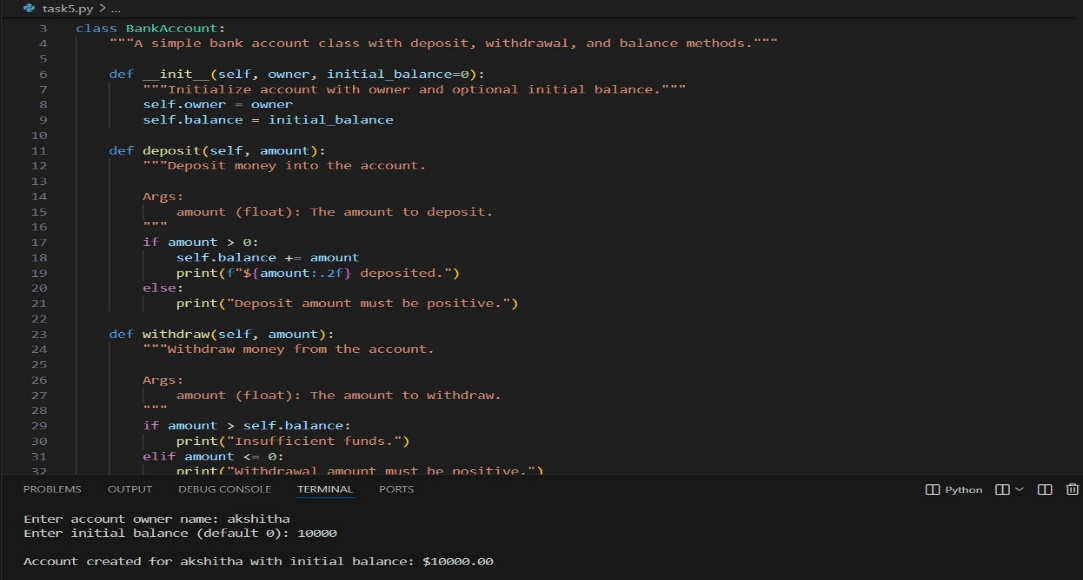 task5.py > ...
3 class BankAccount:
4 """A simple bank account class with deposit, withdrawal, and balance methods."""
5
6 def __init__(self, owner, initial_balance=0):
7 """Initialize account with owner and optional initial balance."""
8 self.owner = owner
9 self.balance = initial_balance
10
11 def deposit(self, amount):
12 """Deposit money into the account.
13
14 Args:
15 amount (float): The amount to deposit.
16 """
17 if amount > 0:
18 self.balance += amount
19 print(f"${amount:.2f} deposited.")
20 else:
21 print("Deposit amount must be positive.")
22
23 def withdraw(self, amount):
24 """Withdraw money from the account.
25
26 Args:
27 amount (float): The amount to withdraw.
28 """
29 if amount > self.balance:
30 print("Insufficient funds.")
31 elif amount <= 0:
32 print("Withdrawal amount must be positive.")
PROBLEMS OUTPUT DEBUG CONSOLE TERMINAL PORTS Python
Enter account owner name: akshitha
Enter initial balance (default 0): 10000
Account created for akshitha with initial balance: $10000.00